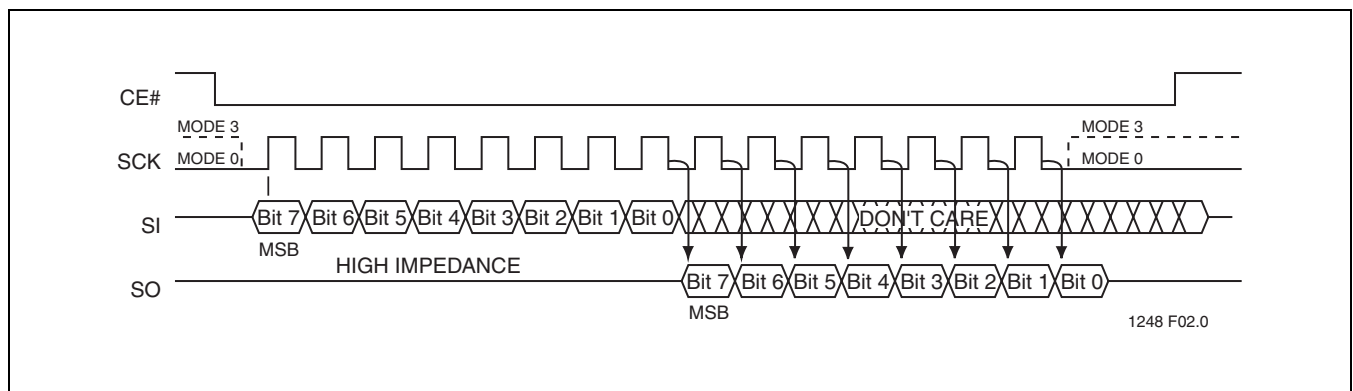 CE#
MODE 3 MODE 3
SCK MODE 0 MODE 0
SI Bit 7 Bit 6 Bit 5 Bit 4 Bit 3 Bit 2 Bit 1 Bit 0 DON'T CARE
MSB
HIGH IMPEDANCE
SO Bit 7 Bit 6 Bit 5 Bit 4 Bit 3 Bit 2 Bit 1 Bit 0
MSB
1248 F02.0